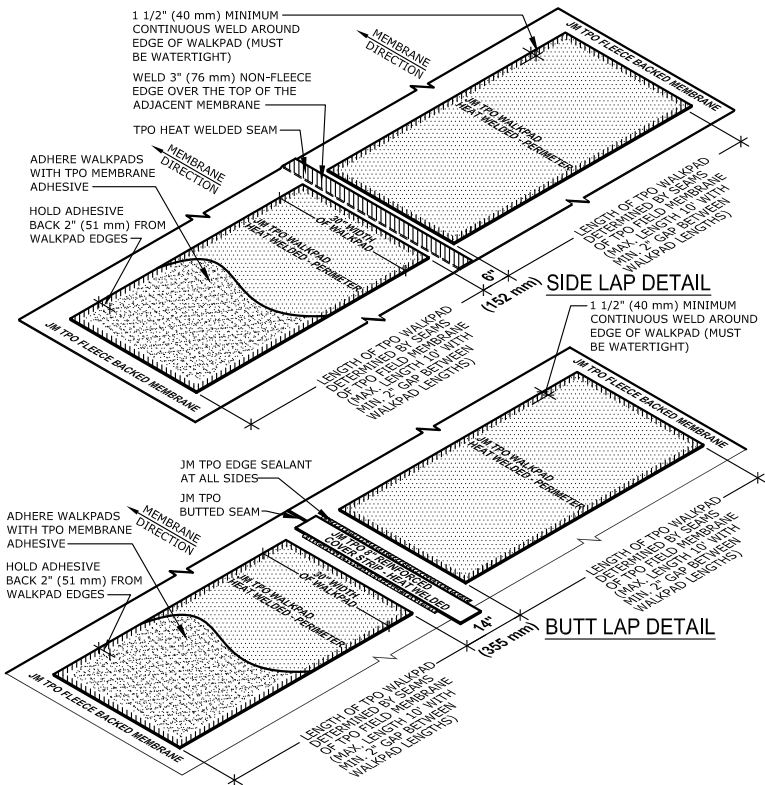 1 1/2" (40 mm) MINIMUM
CONTINUOUS WELD AROUND
EDGE OF WALKPAD (MUST
BE WATERTIGHT)
WELD 3" (76 mm) NON-FLEECE
EDGE OVER THE TOP OF THE
ADJACENT MEMBRANE
TPO HEAT WELDED SEAM
MEMBRANE
DIRECTION
JM TPO FLEECE BACKED MEMBRANE
JM TPO WALKPAD
HEAT WELDED - PERIMETER
MEMBRANE
DIRECTION
ADHERE WALKPADS
WITH TPO MEMBRANE
ADHESIVE
HOLD ADHESIVE
BACK 2" (51 mm) FROM
WALKPAD EDGES
30" WIDTH
OF WALKPAD
JM TPO WALKPAD
HEAT WELDED - PERIMETER
JM TPO FLEECE BACKED MEMBRANE
LENGTH OF TPO WALKPAD
DETERMINED BY SEAMS
OF TPO FIELD MEMBRANE
(MAX. LENGTH 10' WITH
MIN. 2" GAP BETWEEN
WALKPAD LENGTHS)
6"
(152 mm)
SIDE LAP DETAIL
LENGTH OF TPO WALKPAD
DETERMINED BY SEAMS
OF TPO FIELD MEMBRANE
(MAX. LENGTH 10' WITH
MIN. 2" GAP BETWEEN
WALKPAD LENGTHS)
1 1/2" (40 mm) MINIMUM
CONTINUOUS WELD AROUND
EDGE OF WALKPAD (MUST
BE WATERTIGHT)
JM TPO FLEECE BACKED MEMBRANE
JM TPO WALKPAD
HEAT WELDED - PERIMETER
JM TPO EDGE SEALANT
AT ALL SIDES
JM TPO
BUTTED SEAM
MEMBRANE
DIRECTION
ADHERE WALKPADS
WITH TPO MEMBRANE
ADHESIVE
HOLD ADHESIVE
BACK 2" (51 mm) FROM
WALKPAD EDGES
JM TPO 8" REINFORCED
COVER STRIP - HEAT WELDED
30" WIDTH
OF WALKPAD
JM TPO WALKPAD
HEAT WELDED - PERIMETER
JM TPO FLEECE BACKED MEMBRANE
LENGTH OF TPO WALKPAD
DETERMINED BY SEAMS
OF TPO FIELD MEMBRANE
(MAX. LENGTH 10' WITH
MIN. 2" GAP BETWEEN
WALKPAD LENGTHS)
14"
(355 mm)
BUTT LAP DETAIL
LENGTH OF TPO WALKPAD
DETERMINED BY SEAMS
OF TPO FIELD MEMBRANE
(MAX. LENGTH 10' WITH
MIN. 2" GAP BETWEEN
WALKPAD LENGTHS)